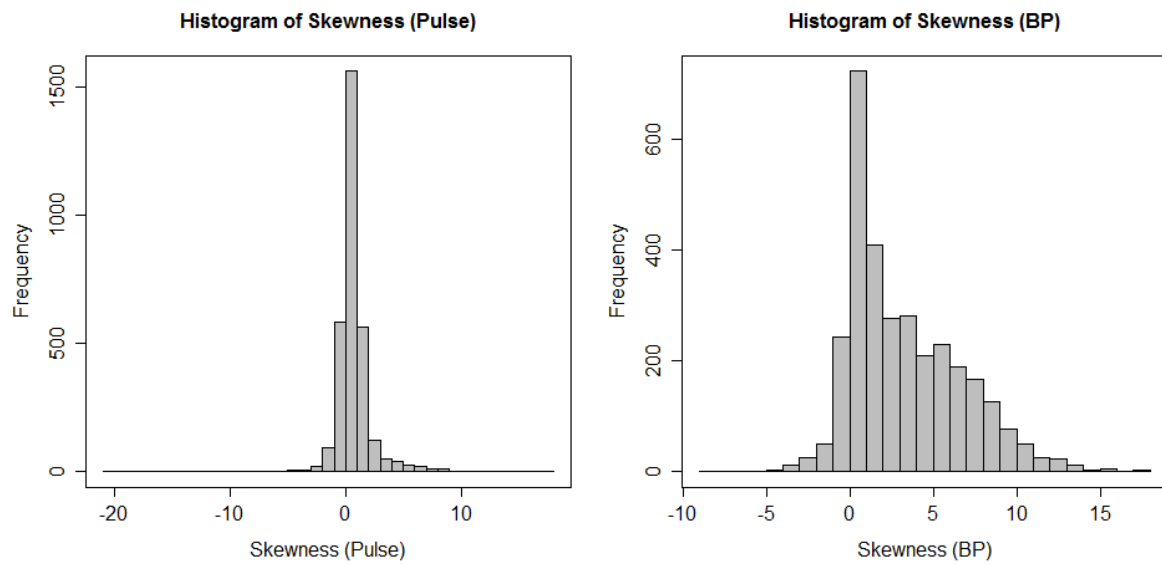 Histogram of Skewness (Pulse)
Frequency
0 500 1000 1500
-20 -10 0 10
Skewness (Pulse)
Histogram of Skewness (BP)
Frequency
0 200 400 600
-10 -5 0 5 10 15
Skewness (BP)